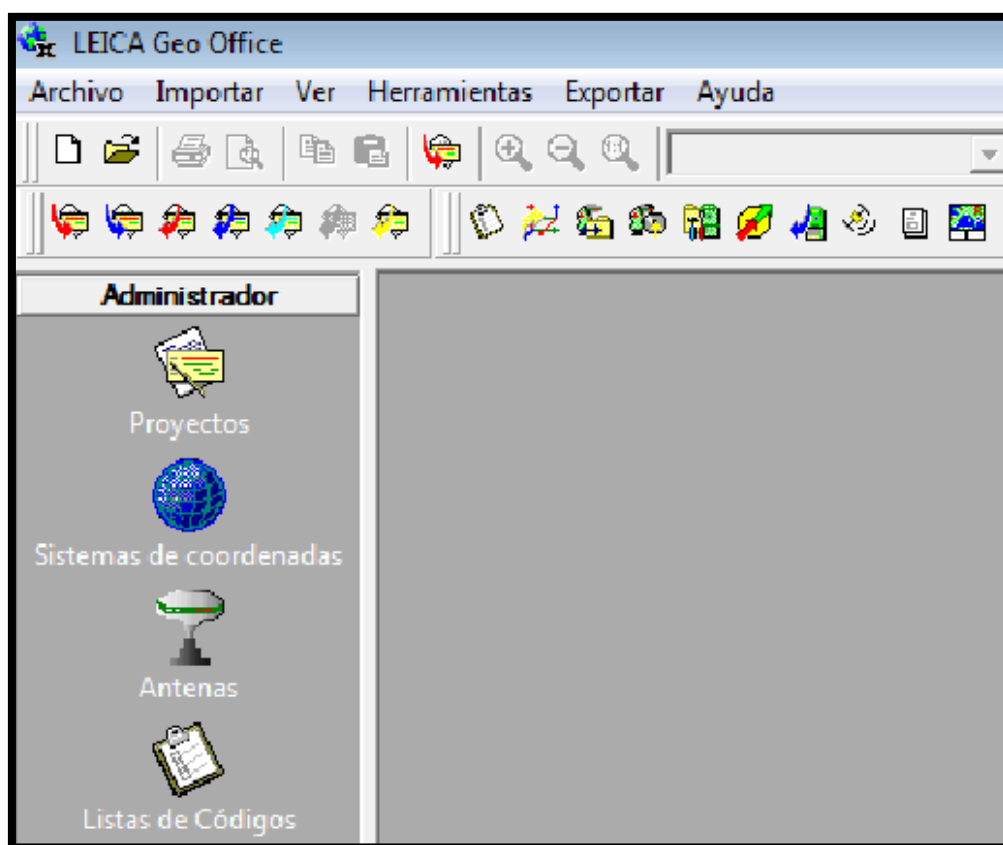 LEICA Geo Office
Archivo Importar Ver Herramientas Exportar Ayuda
Administrador
Proyectos
Sistemas de coordenadas
Antenas
Listas de Códigos